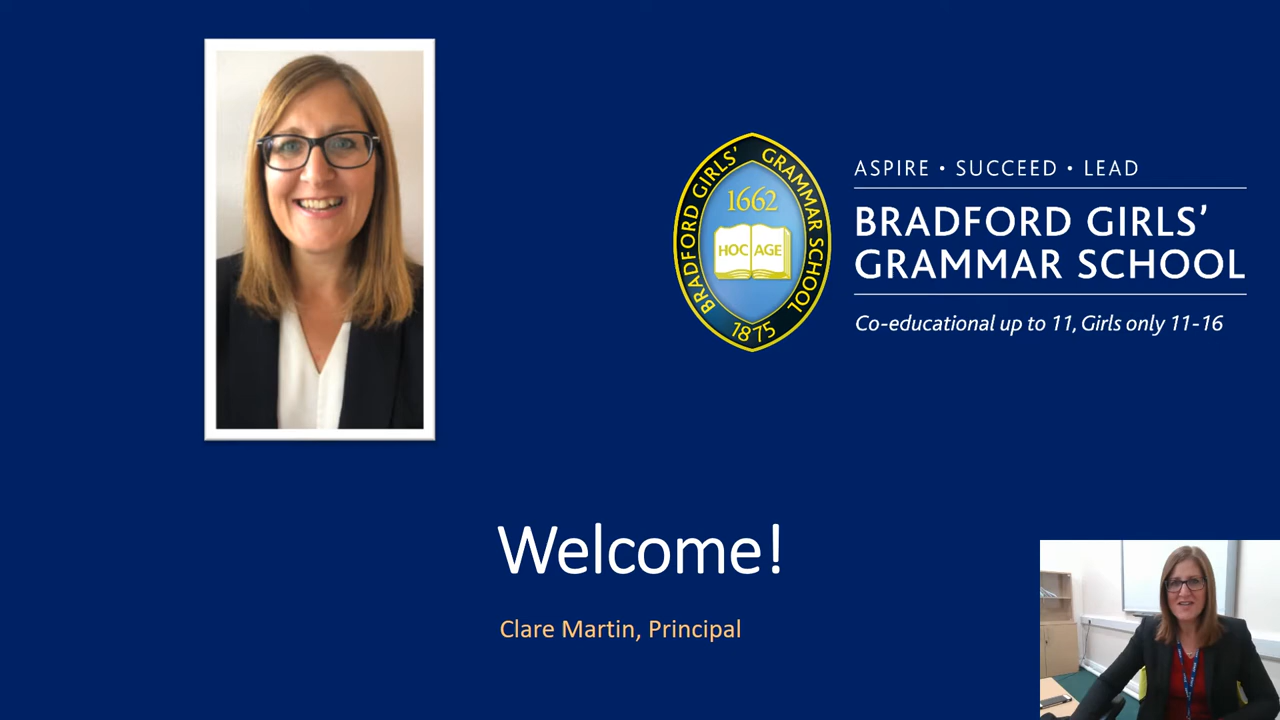 BRADFORD GIRLS' GRAMMAR SCHOOL
1662
HOC AGE
1875
ASPIRE • SUCCEED • LEAD
BRADFORD GIRLS'
GRAMMAR SCHOOL
Co-educational up to 11, Girls only 11-16
Welcome!
Clare Martin, Principal